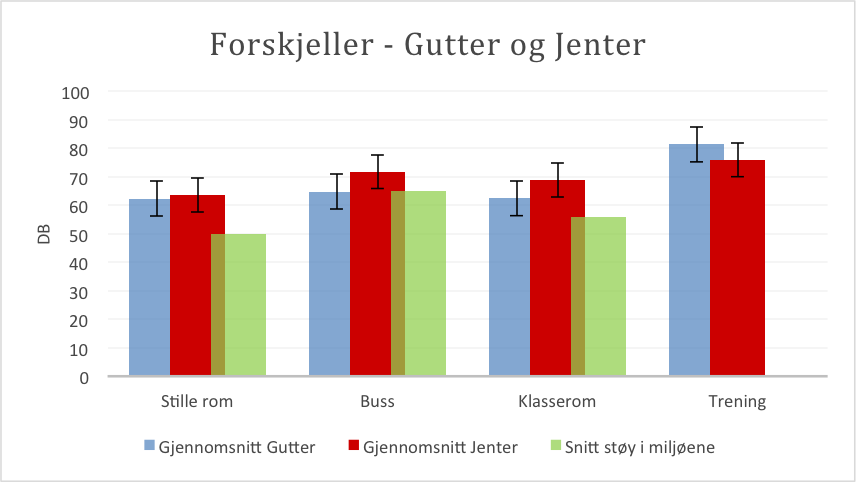 Forskjeller - Gutter og Jenter
100
90
80
70
60
50
40
30
20
10
0
DB
Stille rom Buss Klasserom Trening
Gjennomsnitt Gutter Gjennomsnitt Jenter Snitt støy i miljøene